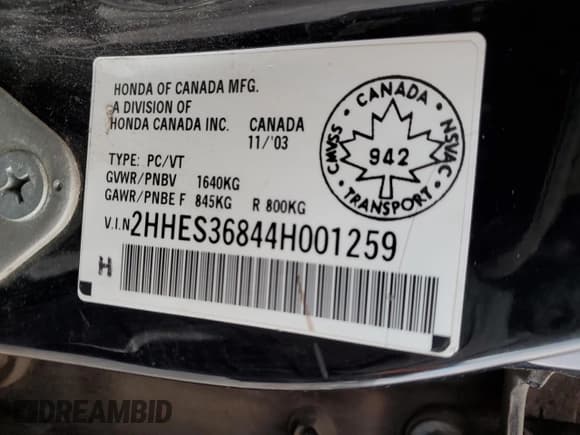 HONDA OF CANADA MFG.
A DIVISION OF
HONDA CANADA INC. CANADA
11/'03
TYPE: PC/VT
GVWR/PNBV 1640KG
GAWR/PNBE F 845KG R 800KG
V.I.N 2HHES36844H001259
H
CANADA
CMVSS 942 NSVAC
TRANSPORT
DREAMBID